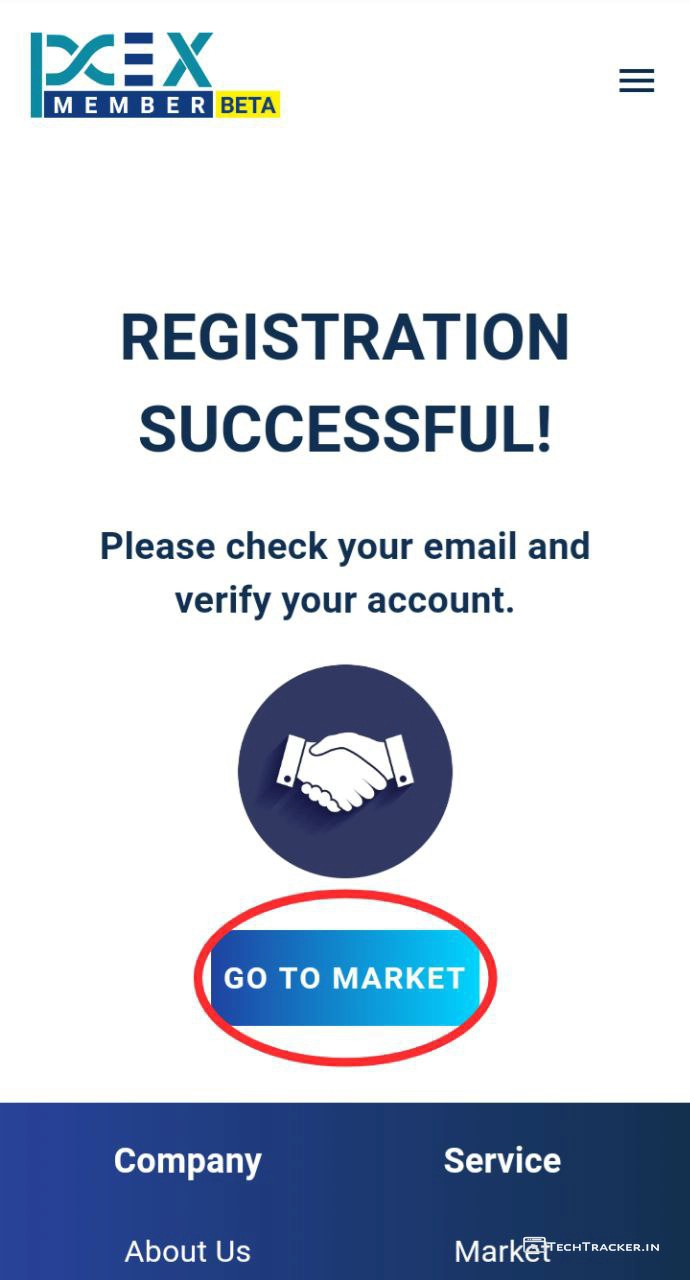 PXEX
MEMBER BETA
REGISTRATION
SUCCESSFUL!
Please check your email and
verify your account.
GO TO MARKET
Company Service
About Us Market
TECHTRACKER.IN